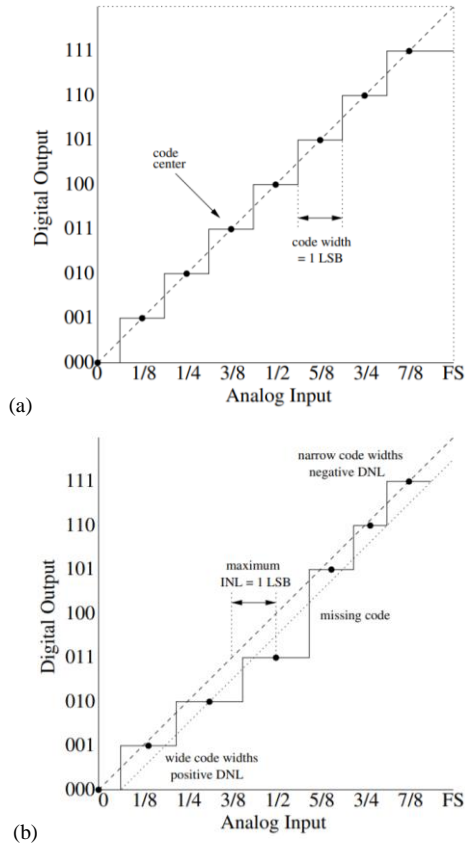 111
110
101
100
011
010
001
000
Digital Output
code
center
code width
= 1 LSB
0 1/8 1/4 3/8 1/2 5/8 3/4 7/8 FS
Analog Input
(a)
narrow code widths
negative DNL
111
110
101
100
011
010
001
000
Digital Output
maximum
INL = 1 LSB
missing code
wide code widths
positive DNL
0 1/8 1/4 3/8 1/2 5/8 3/4 7/8 FS
Analog Input
(b)